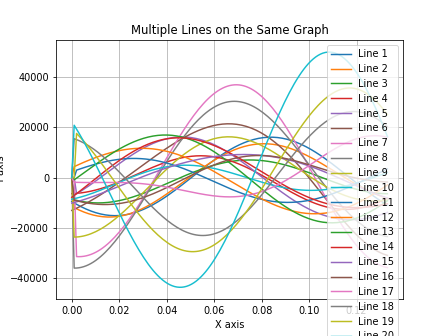 Multiple Lines on the Same Graph
40000
20000
0
−20000
−40000
0.00
0.02
0.04
0.06
0.08
0.10
X axis
Line 1
Line 2
Line 3
Line 4
Line 5
Line 6
Line 7
Line 8
Line 9
Line 10
Line 11
Line 12
Line 13
Line 14
Line 15
Line 16
Line 17
Line 18
Line 19
Line 20